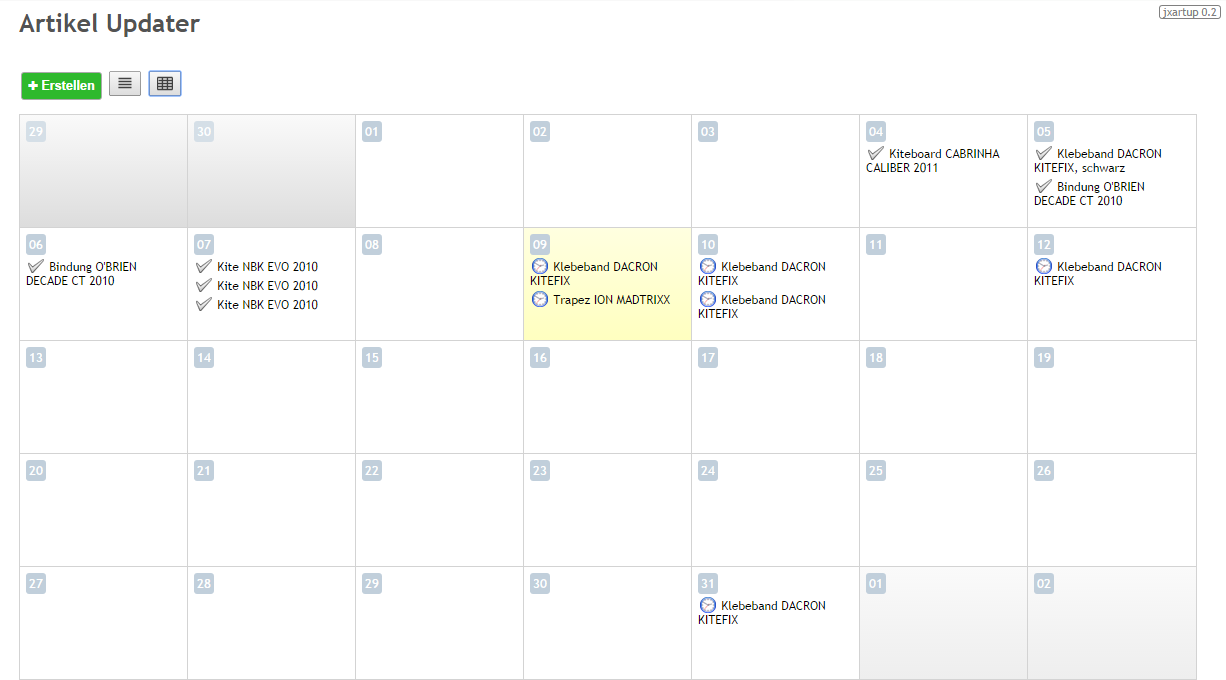 Artikel Updater
jxartup 0.2
+ Erstellen
29
30
01
02
03
04
Kiteboard CABRINHA
CALIBER 2011
05
Klebeband DACRON
KITEFIX, schwarz
Bindung O'BRIEN
DECADE CT 2010
06
Bindung O'BRIEN
DECADE CT 2010
07
Kite NBK EVO 2010
Kite NBK EVO 2010
Kite NBK EVO 2010
08
09
Klebeband DACRON
KITEFIX
Trapez ION MADTRIXX
10
Klebeband DACRON
KITEFIX
Klebeband DACRON
KITEFIX
11
12
Klebeband DACRON
KITEFIX
13
14
15
16
17
18
19
20
21
22
23
24
25
26
27
28
29
30
31
Klebeband DACRON
KITEFIX
01
02